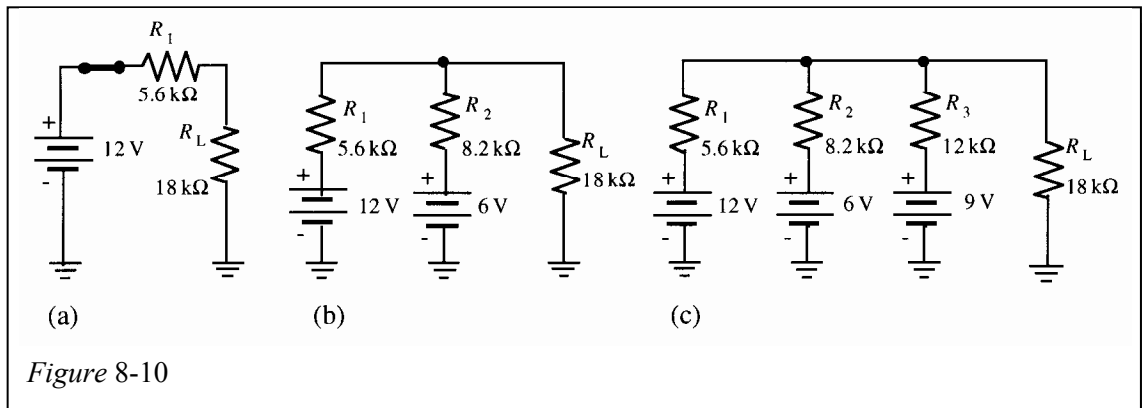 R1
5.6 kΩ
+
12 V
-
RL
18 kΩ
(a)
R1
5.6 kΩ
R2
8.2 kΩ
+
12 V
-
+
6 V
-
RL
18 kΩ
(b)
R1
5.6 kΩ
R2
8.2 kΩ
R3
12 kΩ
+
12 V
-
+
6 V
-
+
9 V
-
RL
18 kΩ
(c)
Figure 8-10